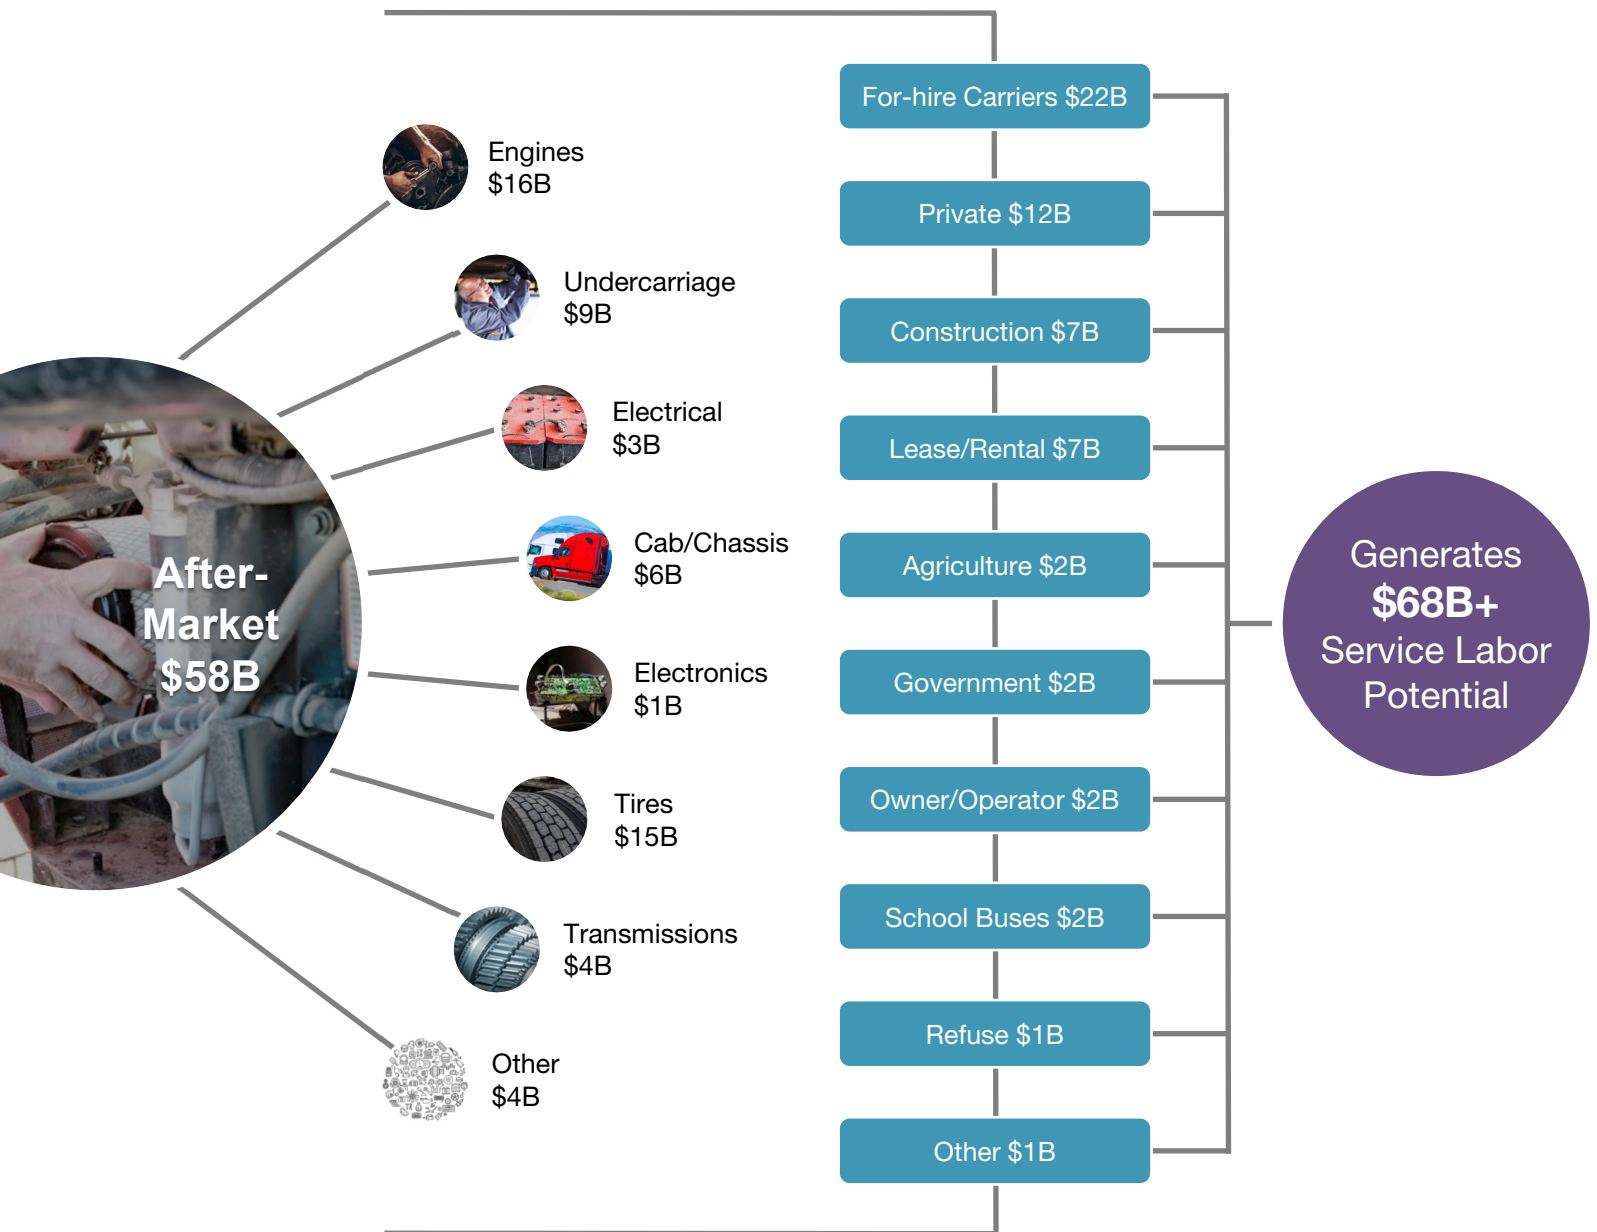 After-
Market
$58B
Engines
$16B
Undercarriage
$9B
Electrical
$3B
Cab/Chassis
$6B
Electronics
$1B
Tires
$15B
Transmissions
$4B
Other
$4B
For-hire Carriers $22B
Private $12B
Construction $7B
Lease/Rental $7B
Agriculture $2B
Government $2B
Owner/Operator $2B
School Buses $2B
Refuse $1B
Other $1B
Generates
$68B+
Service Labor
Potential